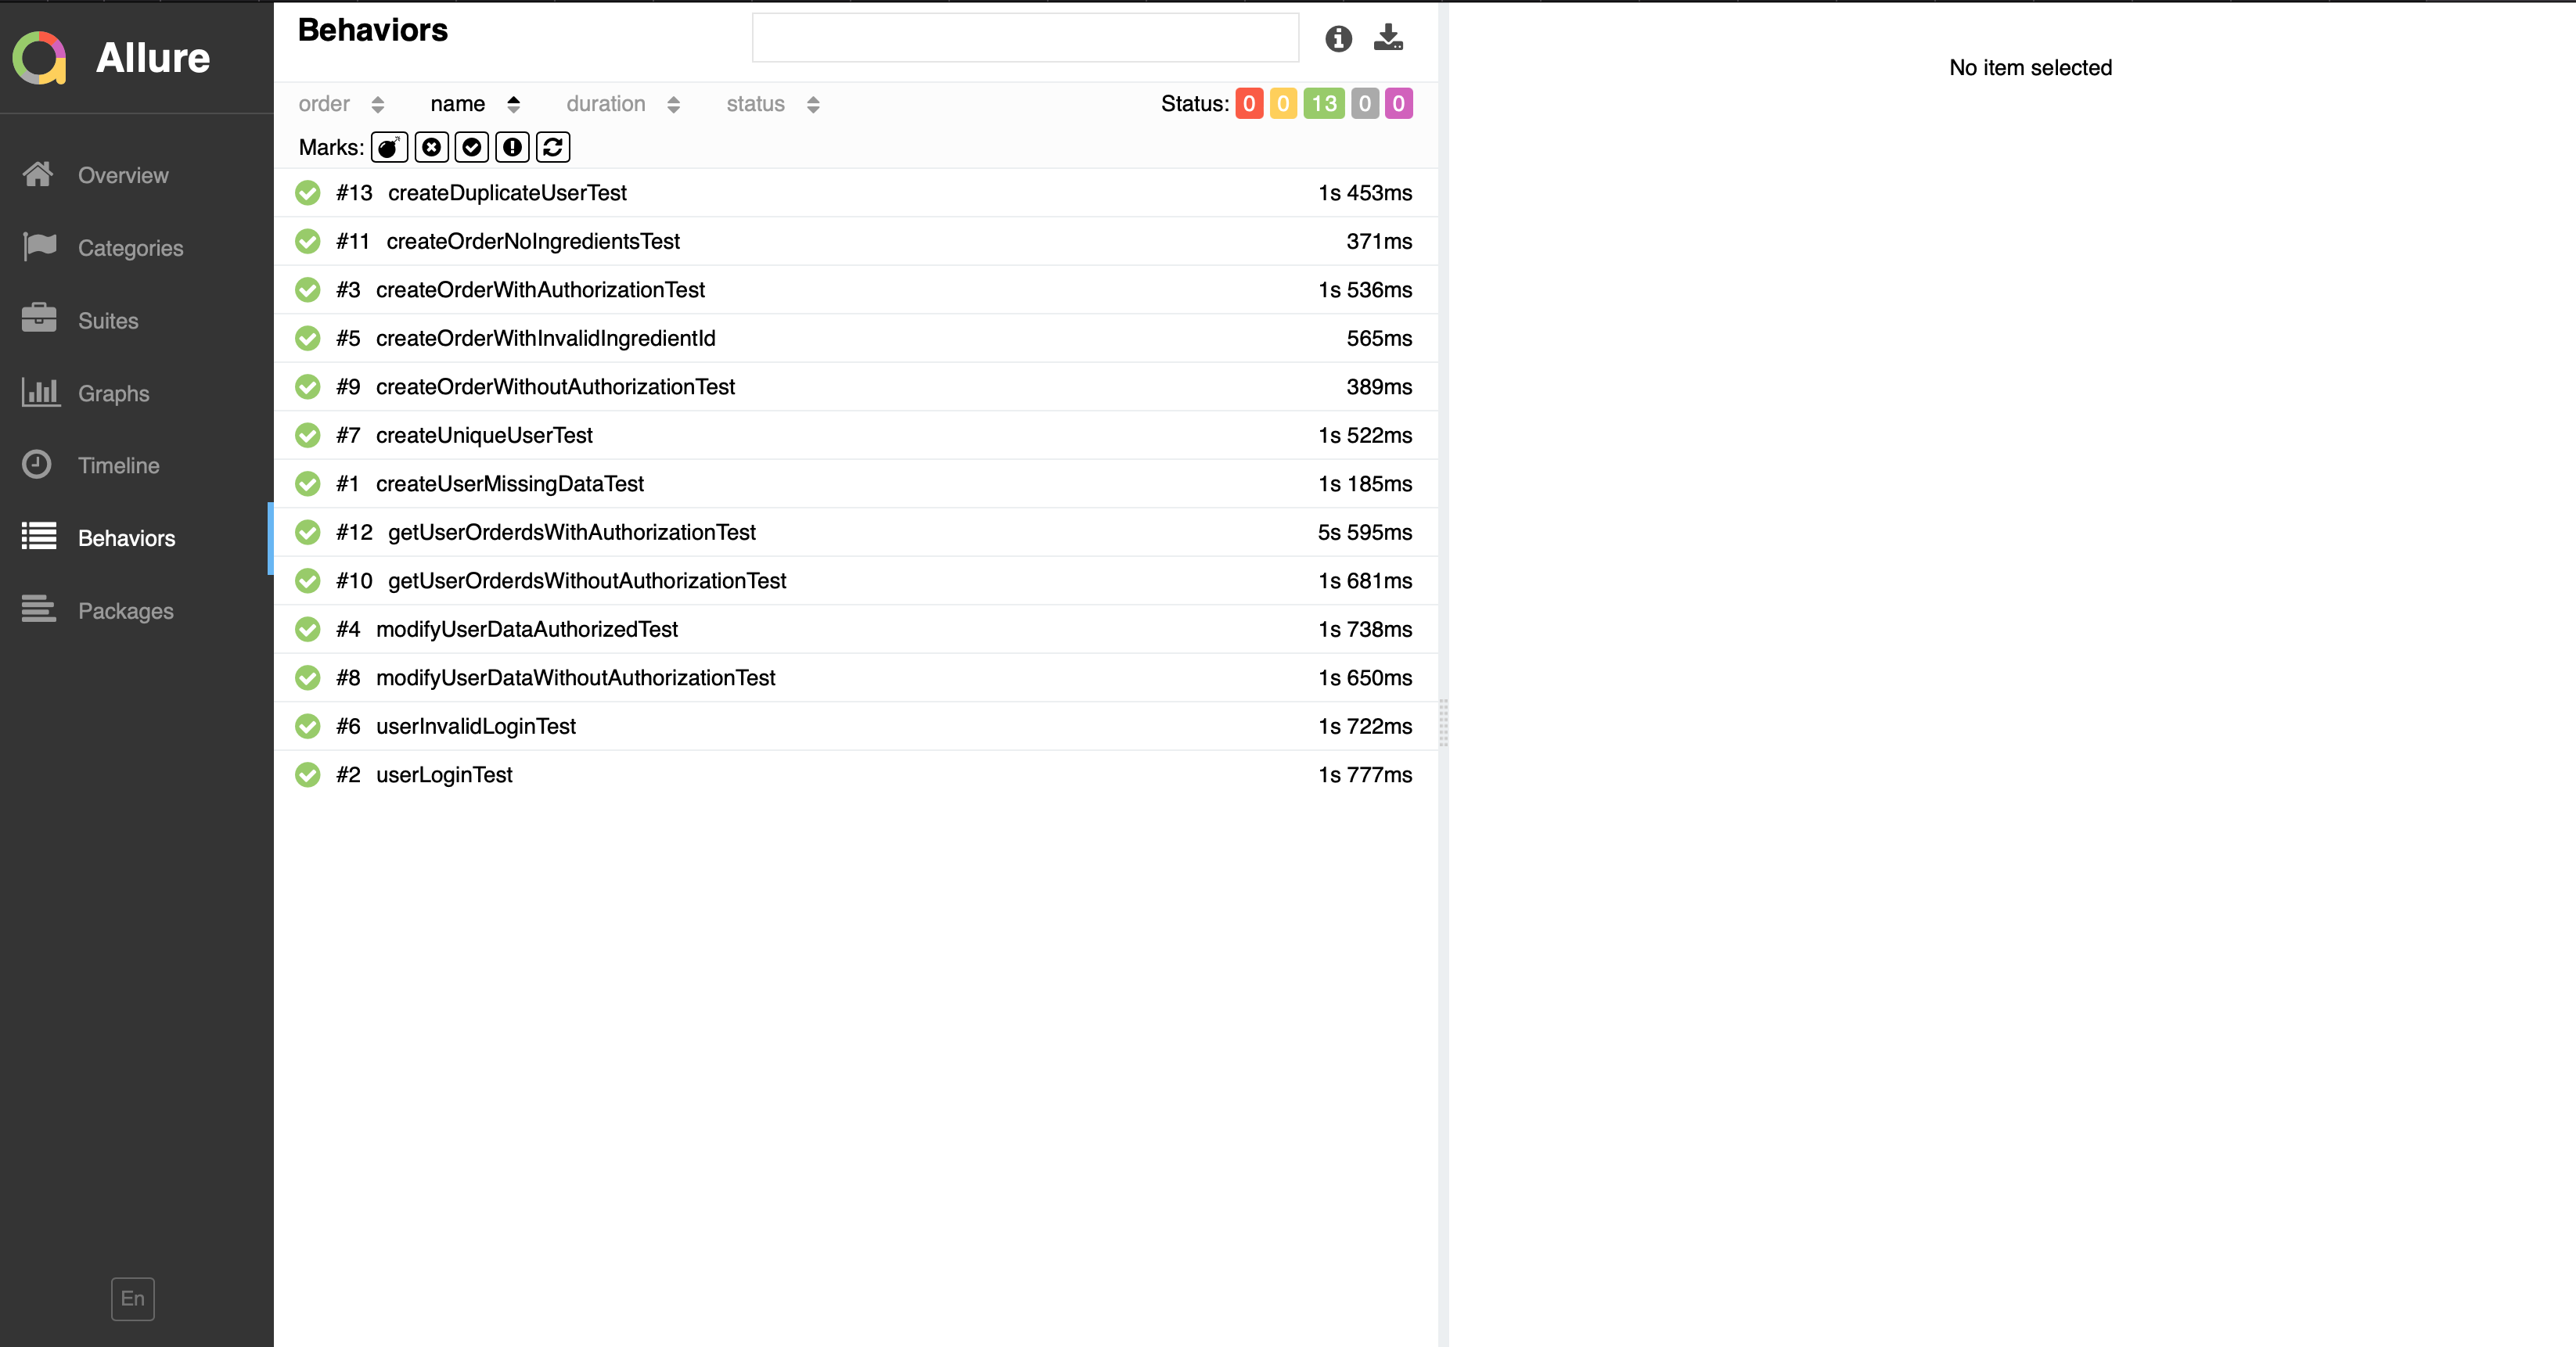 Allure
Overview
Categories
Suites
Graphs
Timeline
Behaviors
Packages
En
Behaviors
order name duration status Status: 0 0 13 0 0
Marks:
#13 createDuplicateUserTest 1s 453ms
#11 createOrderNoIngredientsTest 371ms
#3 createOrderWithAuthorizationTest 1s 536ms
#5 createOrderWithInvalidIngredientId 565ms
#9 createOrderWithoutAuthorizationTest 389ms
#7 createUniqueUserTest 1s 522ms
#1 createUserMissingDataTest 1s 185ms
#12 getUserOrderdsWithAuthorizationTest 5s 595ms
#10 getUserOrderdsWithoutAuthorizationTest 1s 681ms
#4 modifyUserDataAuthorizedTest 1s 738ms
#8 modifyUserDataWithoutAuthorizationTest 1s 650ms
#6 userInvalidLoginTest 1s 722ms
#2 userLoginTest 1s 777ms
No item selected